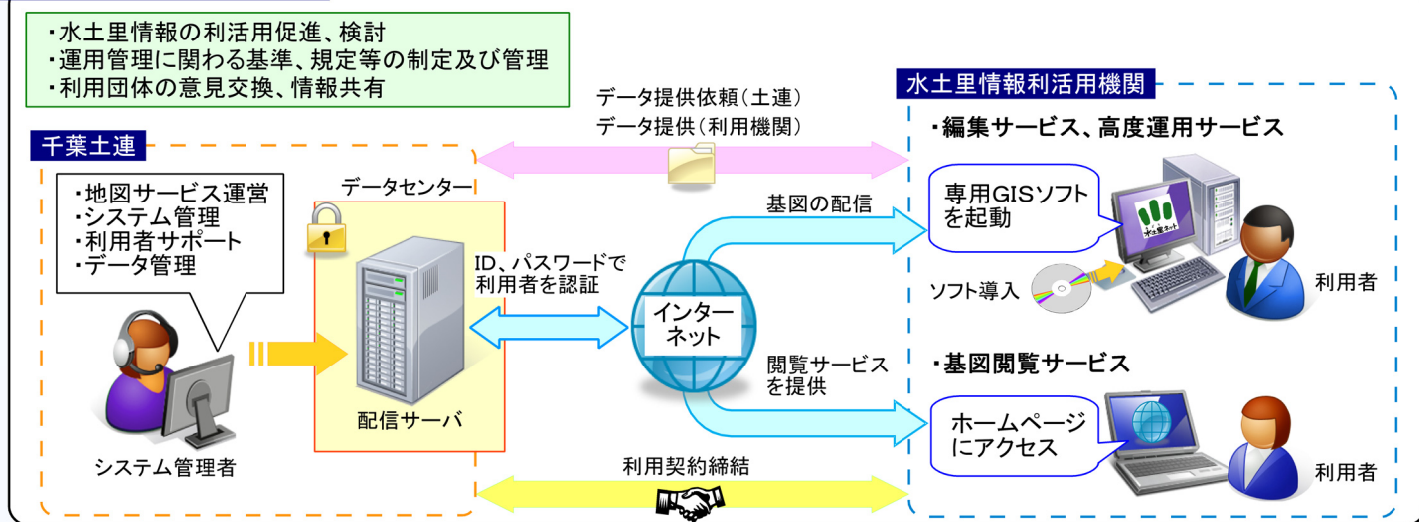 ・水土里情報の利活用促進、検討
・運用管理に関わる基準、規定等の制定及び管理
・利用団体の意見交換、情報共有
千葉土連
・地図サービス運営
・システム管理
・利用者サポート
・データ管理
システム管理者
データセンター
配信サーバ
ID、パスワードで
利用者を認証
データ提供依頼(土連)
データ提供(利用機関)
インター
ネット
基図の配信
閲覧サービス
を提供
利用契約締結
水土里情報利活用機関
・編集サービス、高度運用サービス
専用GISソフト
を起動
水土里ネット
ソフト導入
利用者
・基図閲覧サービス
ホームページ
にアクセス
利用者